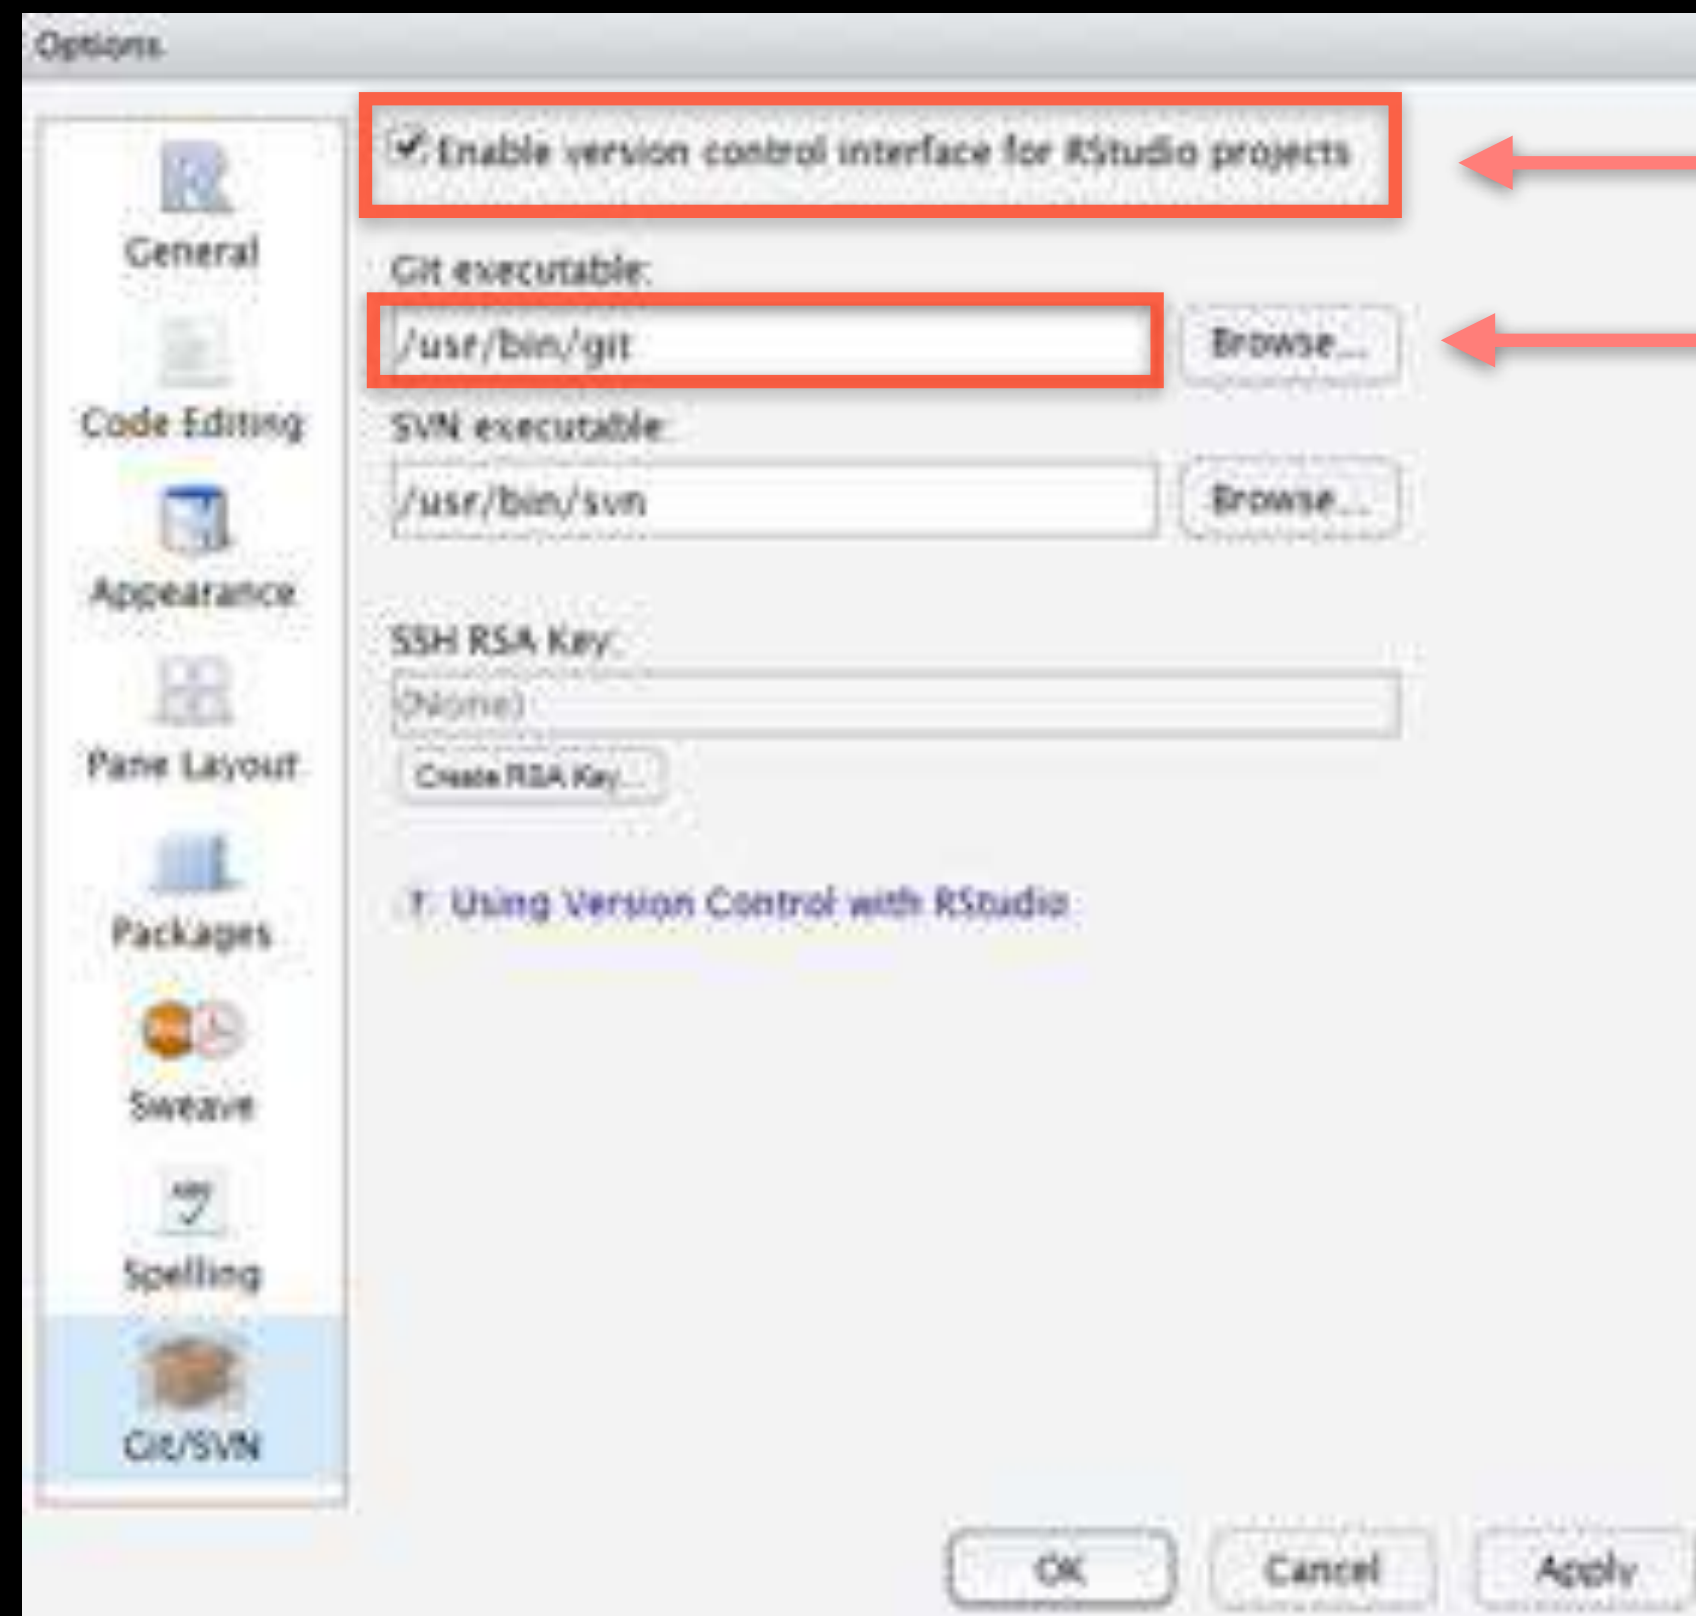 Options
General
Code Editing
Appearance
Pane Layout
Packages
Sweave
Spelling
Git/SVN
Enable version control interface for RStudio projects
Git executable:
/usr/bin/git
Browse...
SVN executable:
/usr/bin/svn
Browse...
SSH RSA Key:
(None)
Create RSA Key...
? Using Version Control with RStudio
OK
Cancel
Apply